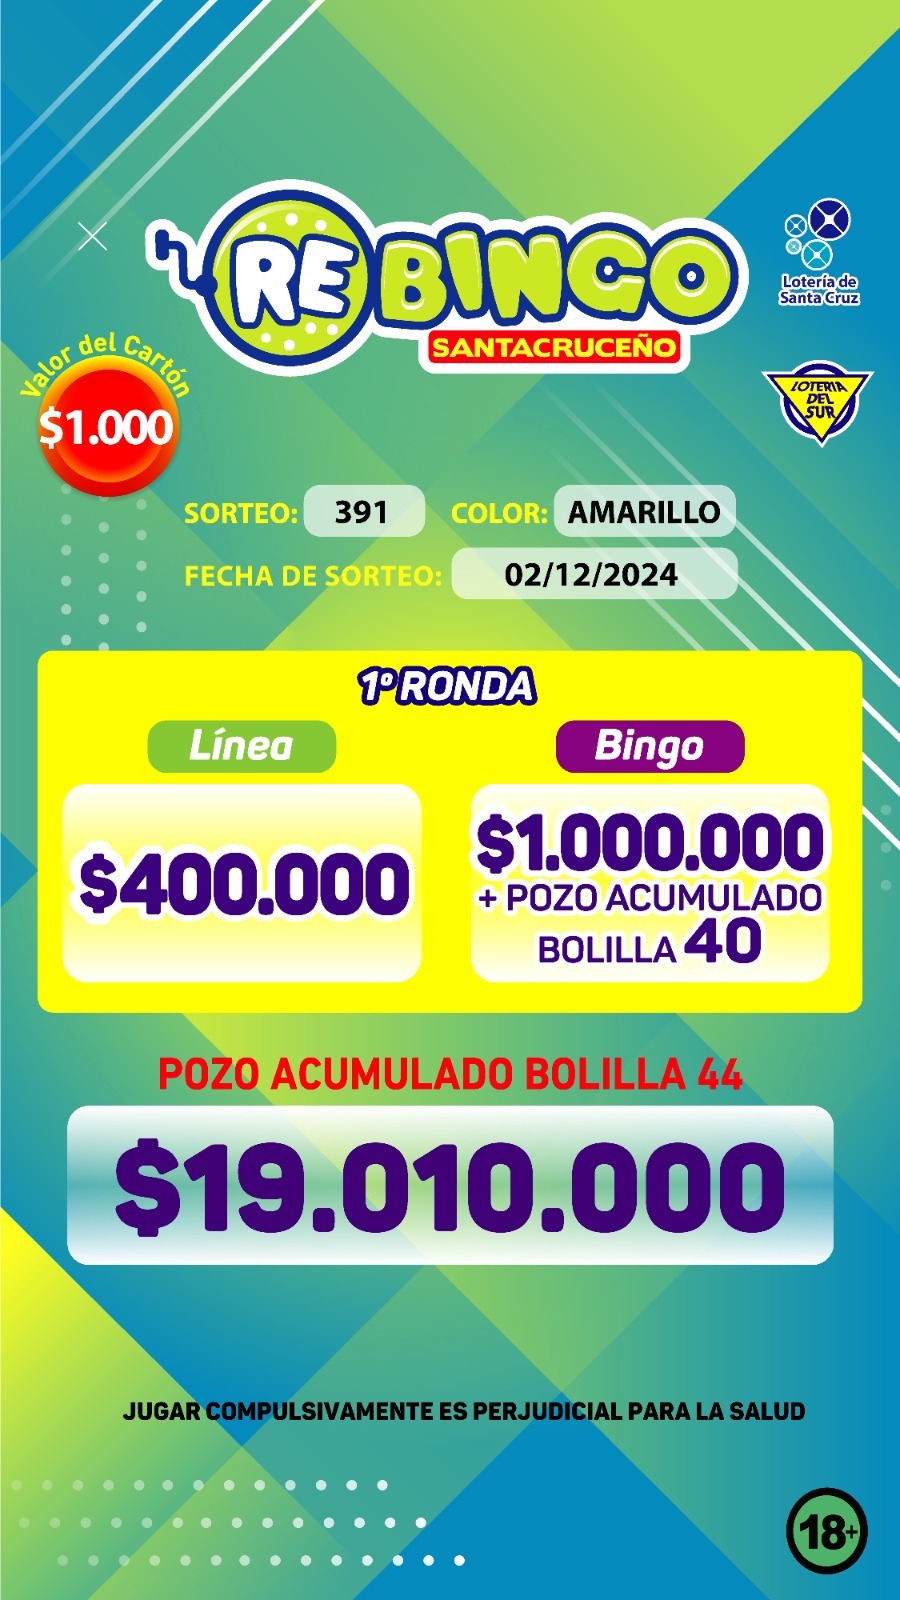 RE BINGO
SANTACRUCEÑO
Lotería de
Santa Cruz
LOTERIA
DEL
SUR
Valor del Cartón
$1.000
SORTEO: 391 COLOR: AMARILLO
FECHA DE SORTEO: 02/12/2024
1º RONDA
Línea Bingo
$400.000
$1.000.000
+ POZO ACUMULADO
BOLILLA 40
POZO ACUMULADO BOLILLA 44
$19.010.000
JUGAR COMPULSIVAMENTE ES PERJUDICIAL PARA LA SALUD
18+